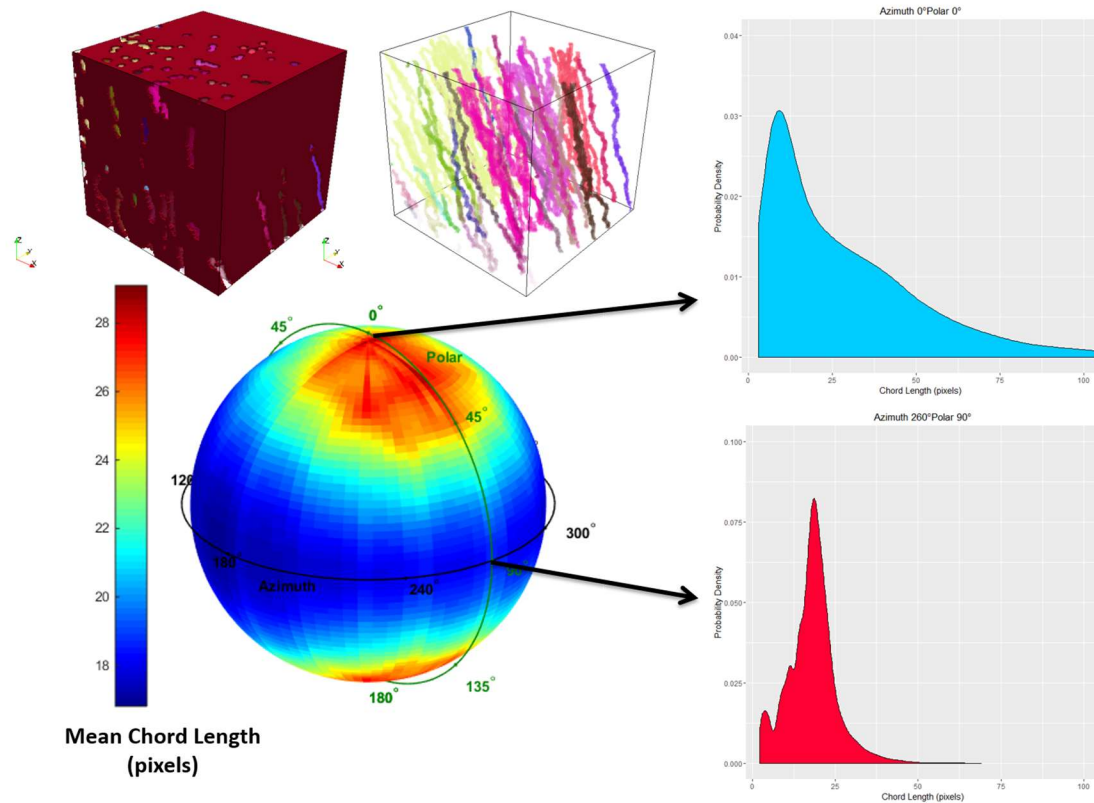 Z
Y
X
Z
Y
X
28
26
24
22
20
18
Mean Chord Length
(pixels)
0°
45°
Polar
45°
120
300°
180°
Azimuth
240°
90°
135°
180°
Azimuth 0°Polar 0°
0.04
0.03
0.02
0.01
0.00
Probability Density
0
25
50
75
100
Chord Length (pixels)
Azimuth 260°Polar 90°
0.100
0.075
0.050
0.025
0.000
Probability Density
0
25
50
75
100
Chord Length (pixels)